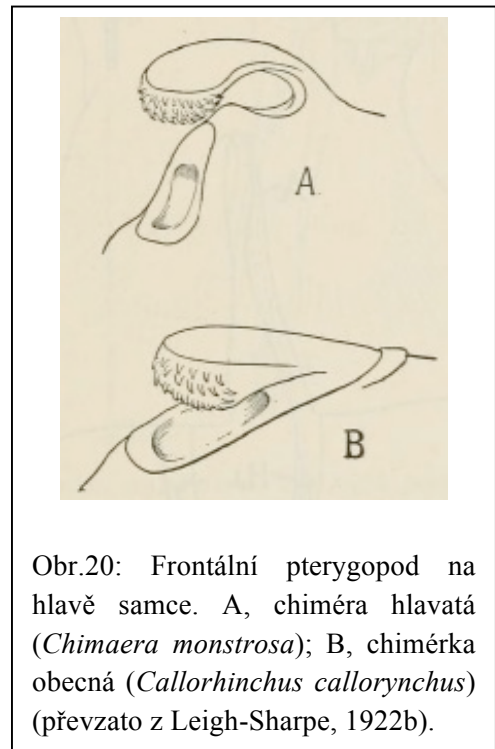 A
B
Obr.20: Frontální pterygopod na
hlavě samce. A, chiméra hlavatá
(Chimaera monstrosa); B, chimérka
obecná (Callorhinchus callorynchus)
(převzato z Leigh-Sharpe, 1922b).